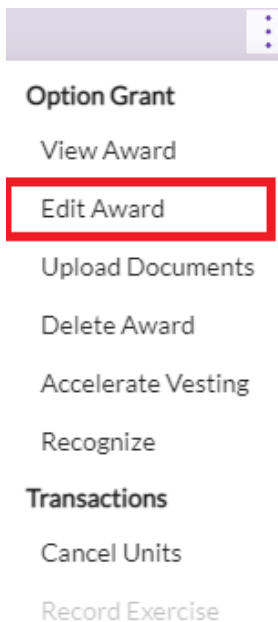 Option Grant
View Award
Edit Award
Upload Documents
Delete Award
Accelerate Vesting
Recognize
Transactions
Cancel Units
Record Exercise